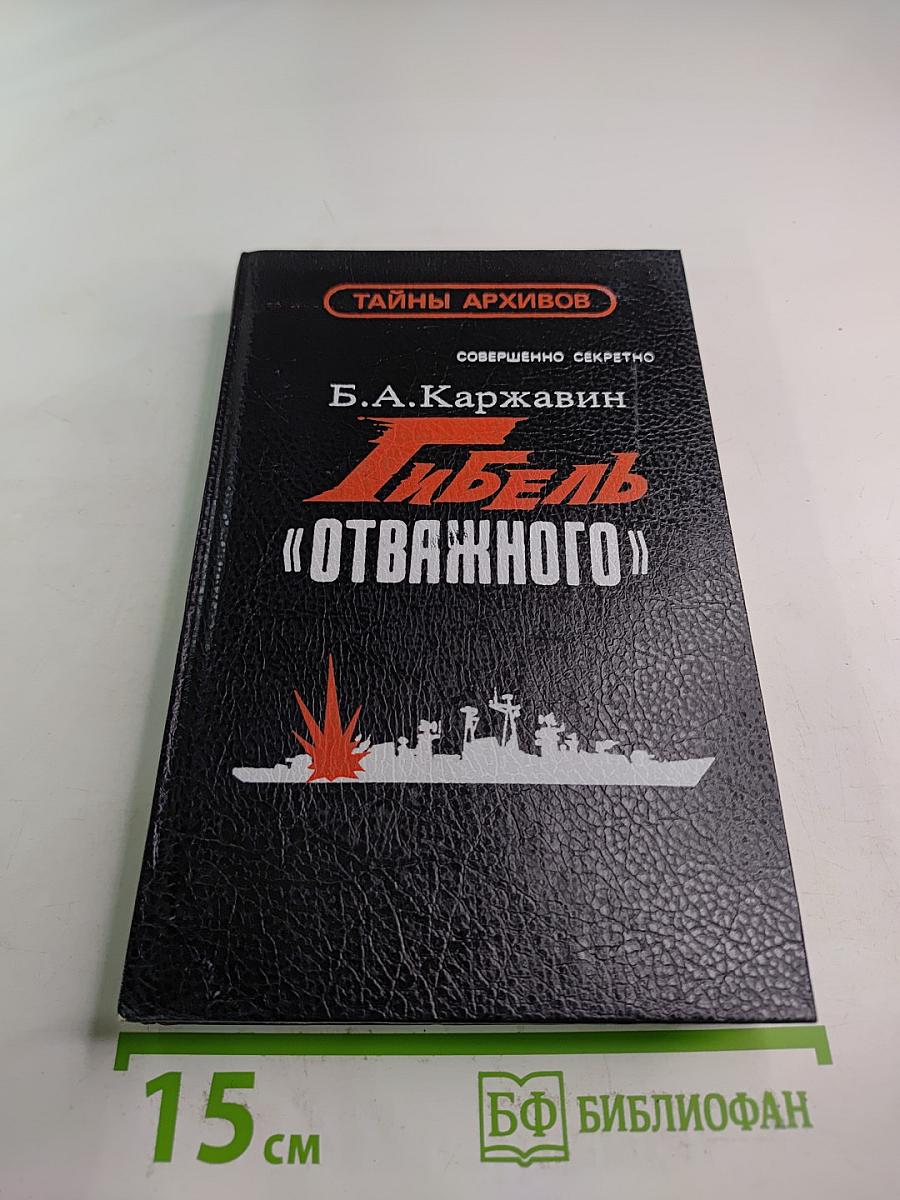 ТАЙНЫ АРХИВОВ
СОВЕРШЕННО СЕКРЕТНО
Б.А.Каржавин
ГИБЕЛЬ
«ОТВАЖНОГО»
15 см
БФ БИБЛИОФАН